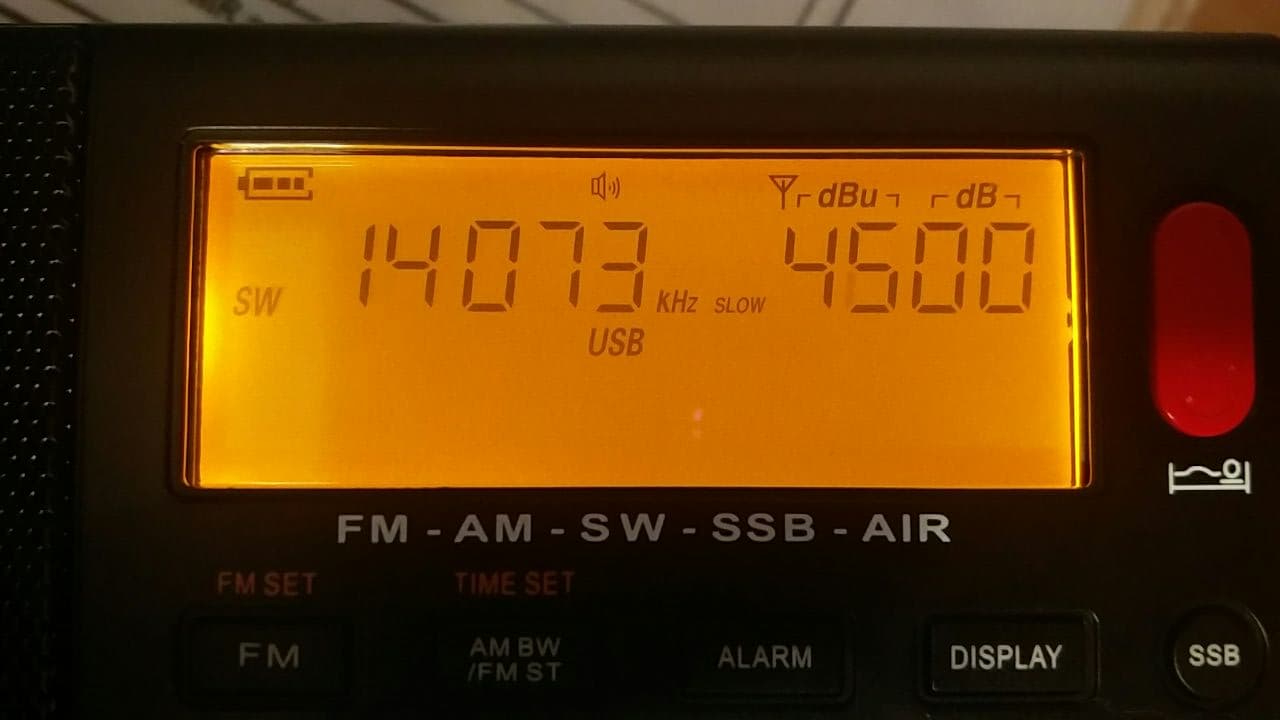 dBu dB
SW 14073 kHz SLOW 4500
USB
FM - AM - SW - SSB - AIR
FM SET TIME SET
FM AM BW /FM ST ALARM DISPLAY SSB